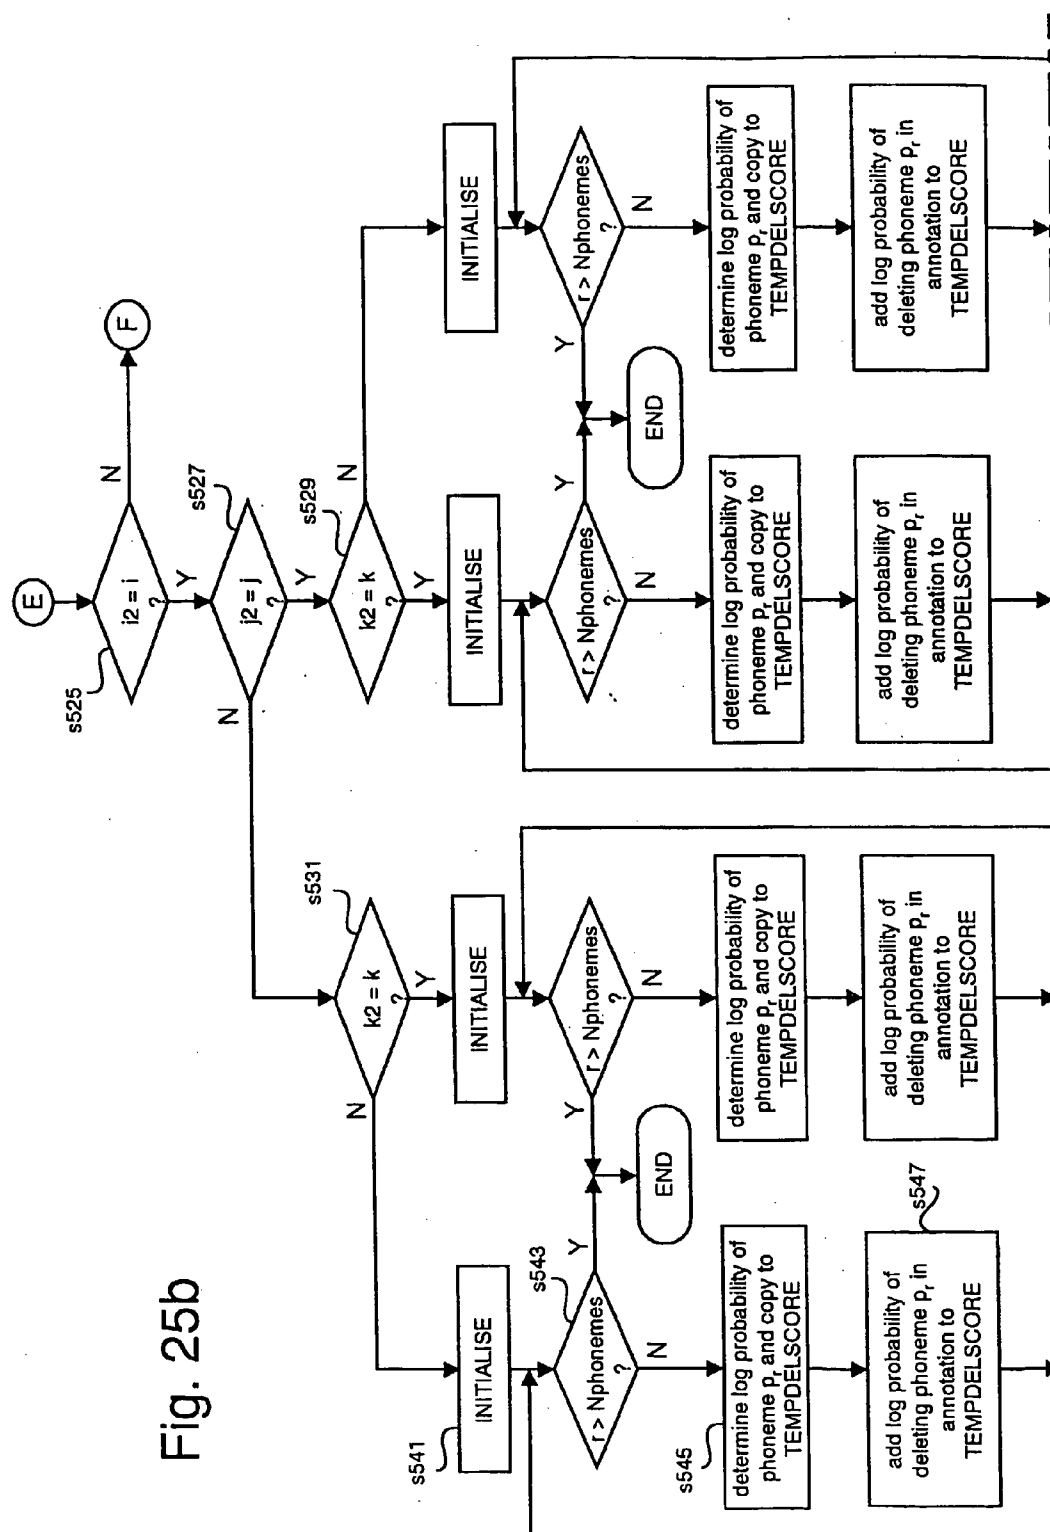 Fig. 25b
E
s525
i2 = i
?
N
F
Y
s527
j2 = j
?
N
Y
s529
k2 = k
?
N
Y
s531
k2 = k
?
N
Y
s541
INITIALISE
INITIALISE
INITIALISE
INITIALISE
s543
r > Nphonemes
?
Y
N
r > Nphonemes
?
Y
N
r > Nphonemes
?
Y
N
r > Nphonemes
?
Y
N
END
END
s545
determine log probability of
phoneme pr and copy to
TEMPDELSCORE
determine log probability of
phoneme pr and copy to
TEMPDELSCORE
determine log probability of
phoneme pr and copy to
TEMPDELSCORE
determine log probability of
phoneme pr and copy to
TEMPDELSCORE
s547
add log probability of
deleting phoneme pr in
annotation to
TEMPDELSCORE
add log probability of
deleting phoneme pr in
annotation to
TEMPDELSCORE
add log probability of
deleting phoneme pr in
annotation to
TEMPDELSCORE
add log probability of
deleting phoneme pr in
annotation to
TEMPDELSCORE